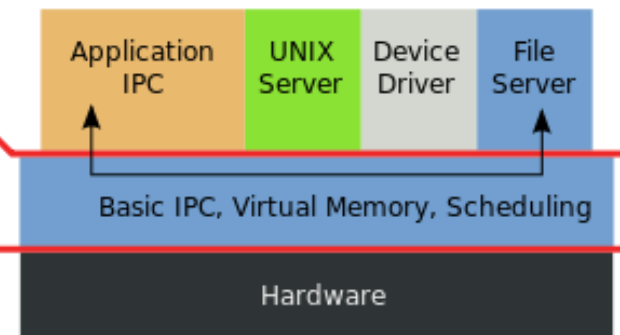 Application
IPC
UNIX
Server
Device
Driver
File
Server
Basic IPC, Virtual Memory, Scheduling
Hardware